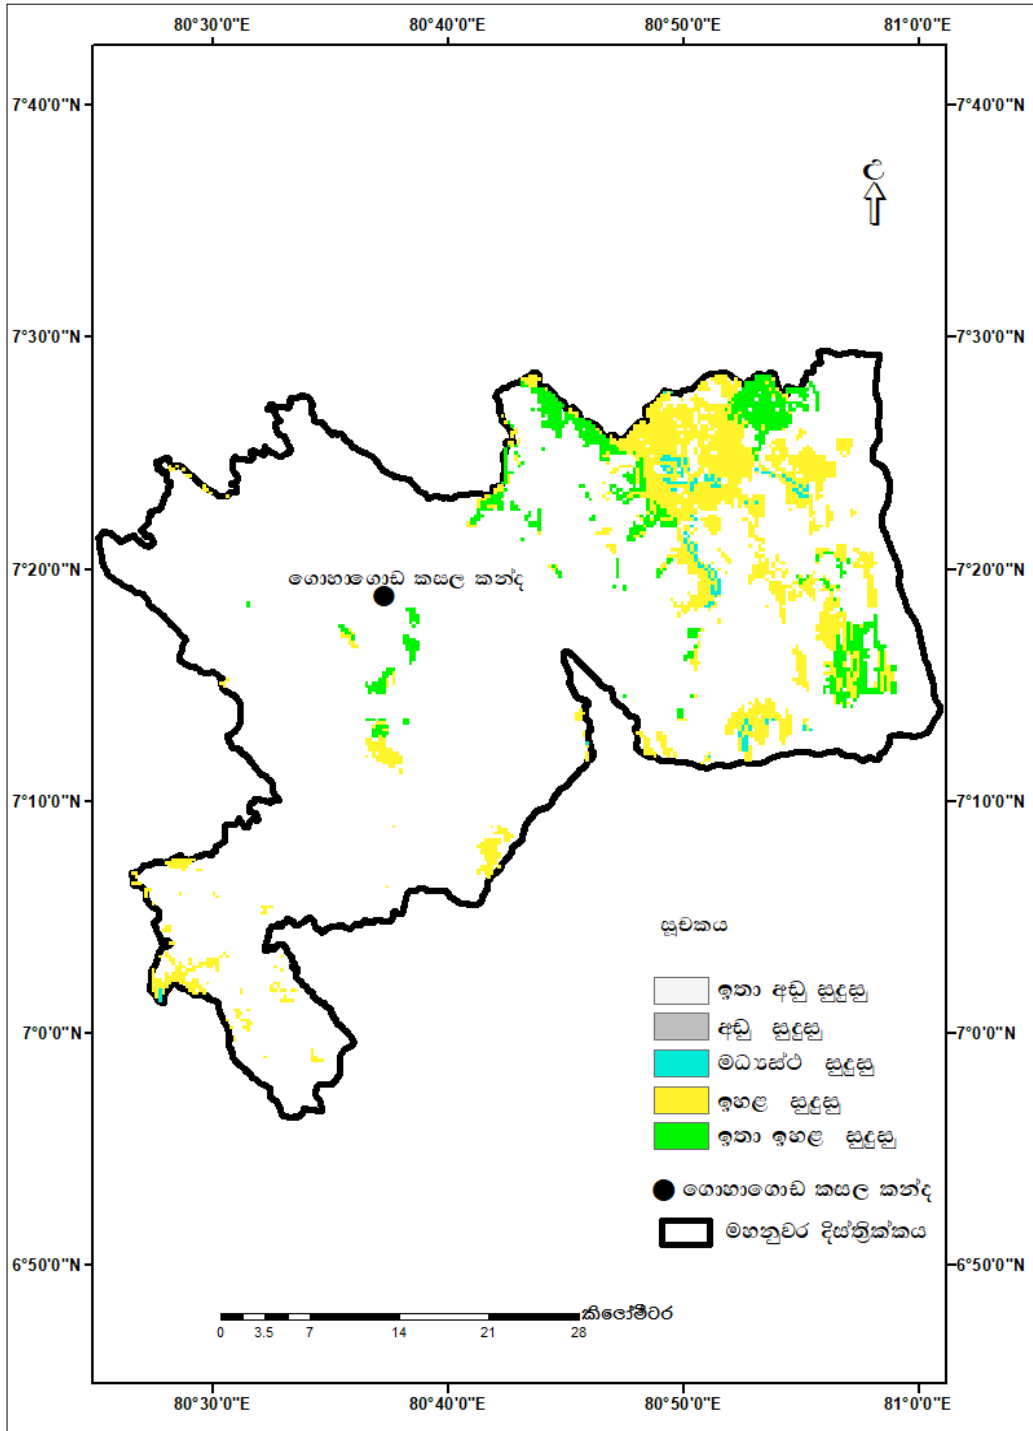 80°30'0"E 80°40'0"E 80°50'0"E 81°0'0"E
7°40'0"N 7°40'0"N
උ
7°30'0"N 7°30'0"N
7°20'0"N 7°20'0"N
ගොහාගොඩ කසල කන්ද
7°10'0"N 7°10'0"N
සූචකය
ඉතා අඩු සුදුසු
අඩු සුදුසු
7°0'0"N 7°0'0"N
මධ්‍යස්ථ සුදුසු
ඉහළ සුදුසු
ඉතා ඉහළ සුදුසු
ගොහාගොඩ කසල කන්ද
මහනුවර දිස්ත්‍රික්කය
6°50'0"N 6°50'0"N
කිලෝමීටර
0 3.5 7 14 21 28
80°30'0"E 80°40'0"E 80°50'0"E 81°0'0"E